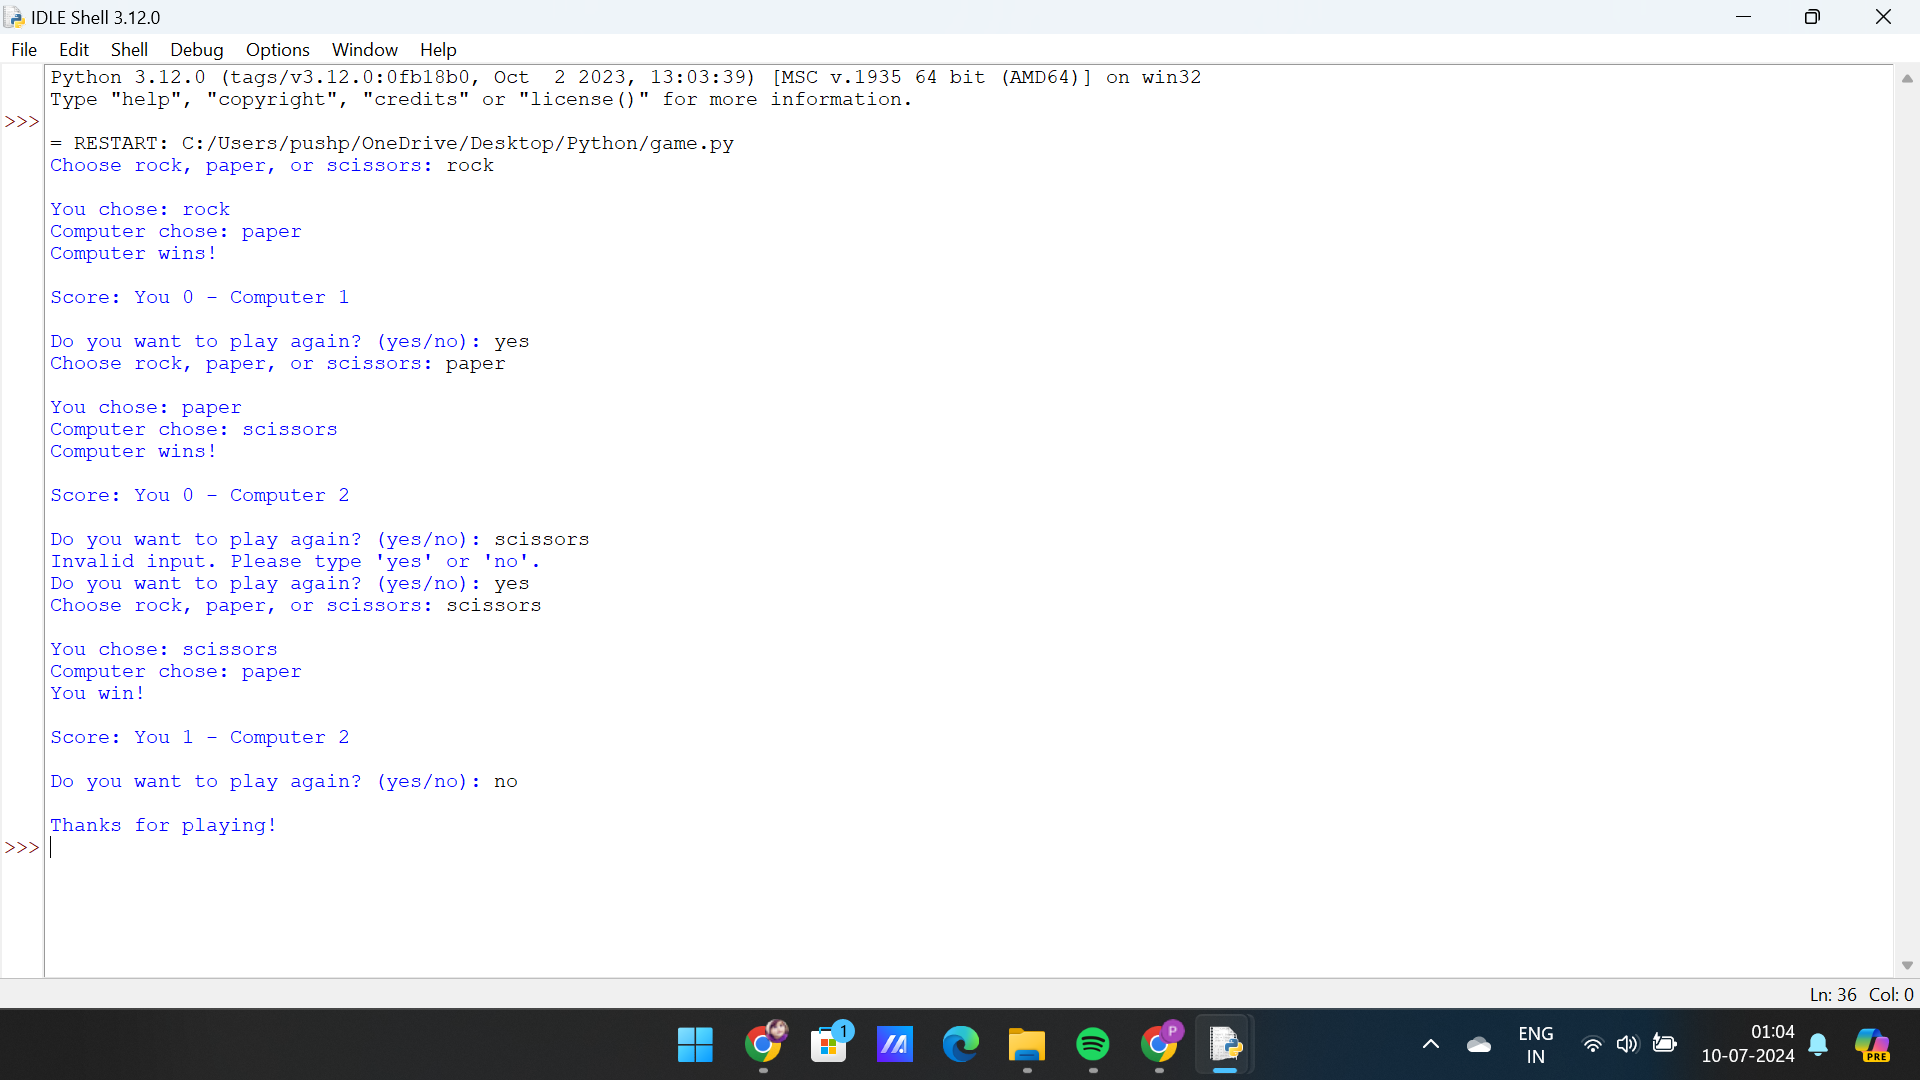 IDLE Shell 3.12.0
File Edit Shell Debug Options Window Help
Python 3.12.0 (tags/v3.12.0:0fb18b0, Oct  2 2023, 13:03:39) [MSC v.1935 64 bit (AMD64)] on win32
Type "help", "copyright", "credits" or "license()" for more information.
>>>
= RESTART: C:/Users/pushp/OneDrive/Desktop/Python/game.py
Choose rock, paper, or scissors: rock
You chose: rock
Computer chose: paper
Computer wins!
Score: You 0 - Computer 1
Do you want to play again? (yes/no): yes
Choose rock, paper, or scissors: paper
You chose: paper
Computer chose: scissors
Computer wins!
Score: You 0 - Computer 2
Do you want to play again? (yes/no): scissors
Invalid input. Please type 'yes' or 'no'.
Do you want to play again? (yes/no): yes
Choose rock, paper, or scissors: scissors
You chose: scissors
Computer chose: paper
You win!
Score: You 1 - Computer 2
Do you want to play again? (yes/no): no
Thanks for playing!
>>>
Ln: 36 Col: 0
1
P
ENG
IN
01:04
10-07-2024
PRE